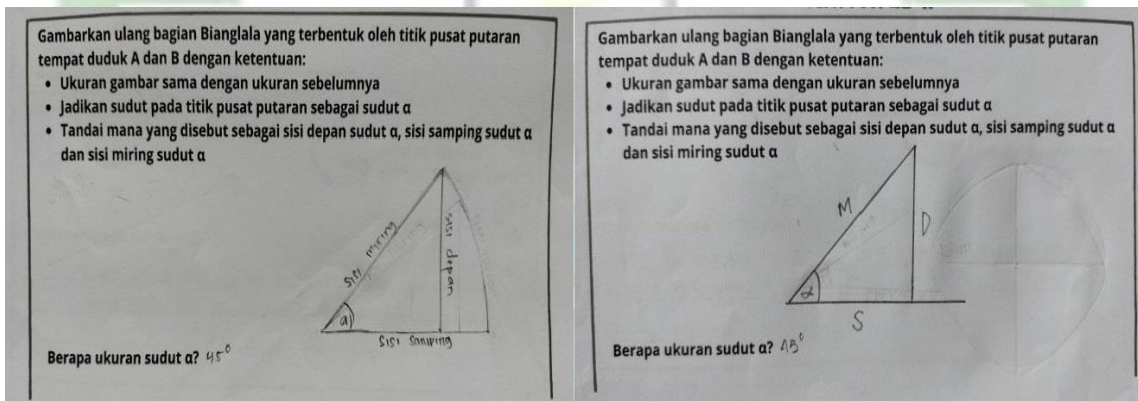 Gambarkan ulang bagian Bianglala yang terbentuk oleh titik pusat putaran
tempat duduk A dan B dengan ketentuan:
• Ukuran gambar sama dengan ukuran sebelumnya
• Jadikan sudut pada titik pusat putaran sebagai sudut α
• Tandai mana yang disebut sebagai sisi depan sudut α, sisi samping sudut α
dan sisi miring sudut α
sisi miring
sisi depan
a
sisi samping
Berapa ukuran sudut α? 45°
Gambarkan ulang bagian Bianglala yang terbentuk oleh titik pusat putaran
tempat duduk A dan B dengan ketentuan:
• Ukuran gambar sama dengan ukuran sebelumnya
• Jadikan sudut pada titik pusat putaran sebagai sudut α
• Tandai mana yang disebut sebagai sisi depan sudut α, sisi samping sudut α
dan sisi miring sudut α
M
D
α
S
Berapa ukuran sudut α?